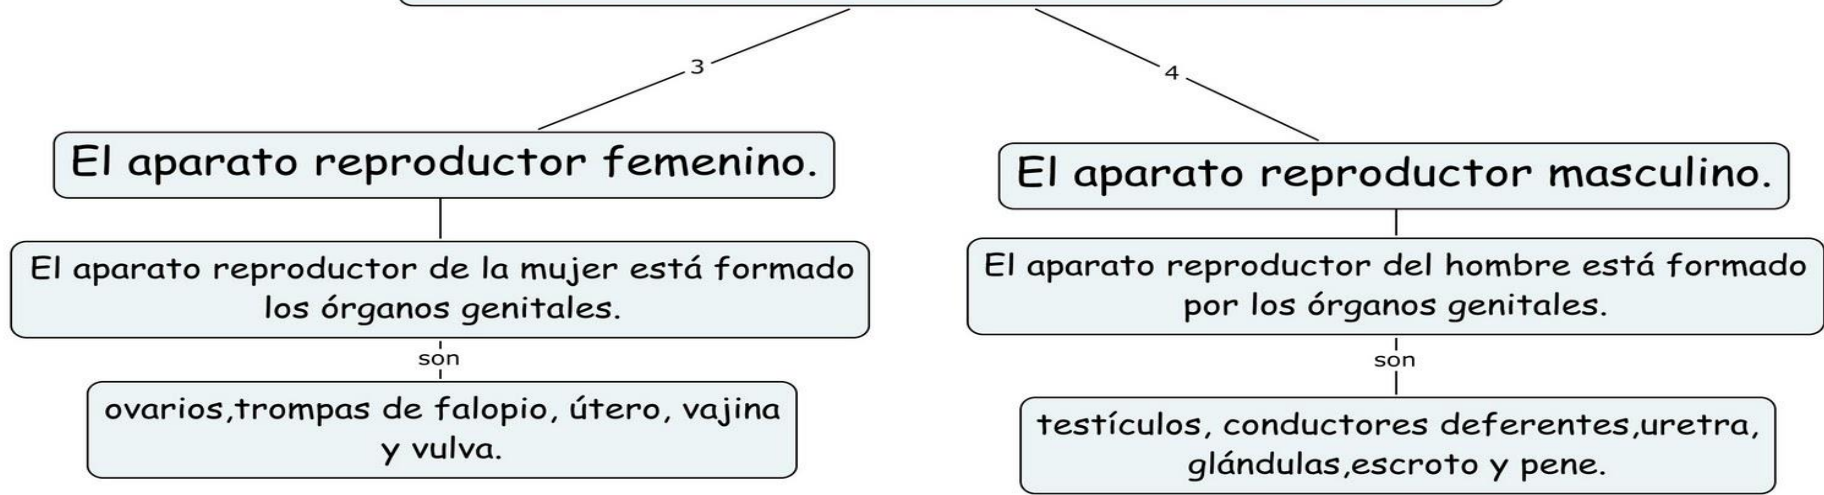 3
4
El aparato reproductor femenino.
El aparato reproductor masculino.
El aparato reproductor de la mujer está formado
los órganos genitales.
El aparato reproductor del hombre está formado
por los órganos genitales.
son
son
ovarios,trompas de falopio, útero, vajina
y vulva.
testículos, conductores deferentes,uretra,
glándulas,escroto y pene.